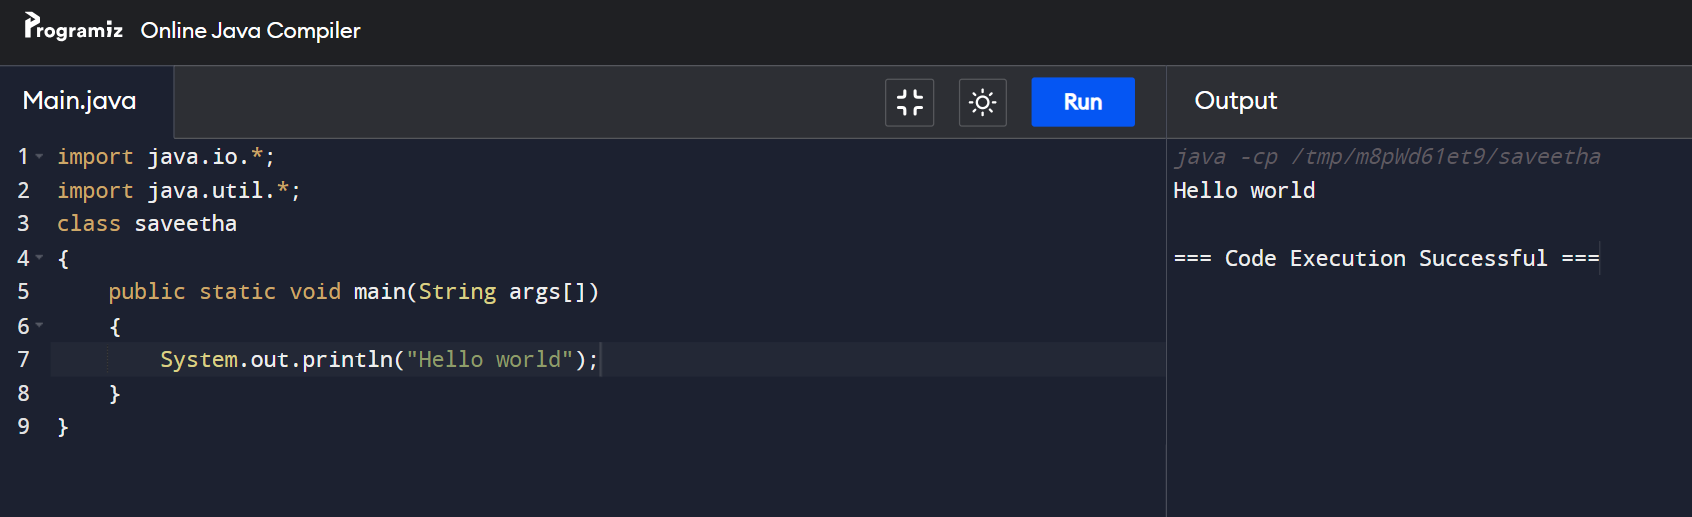 Programiz Online Java Compiler
Main.java
Run
Output
1 import java.io.*;
2 import java.util.*;
3 class saveetha
4 {
5     public static void main(String args[])
6     {
7         System.out.println("Hello world");
8     }
9 }
java -cp /tmp/m8pWd61et9/saveetha
Hello world
=== Code Execution Successful ===